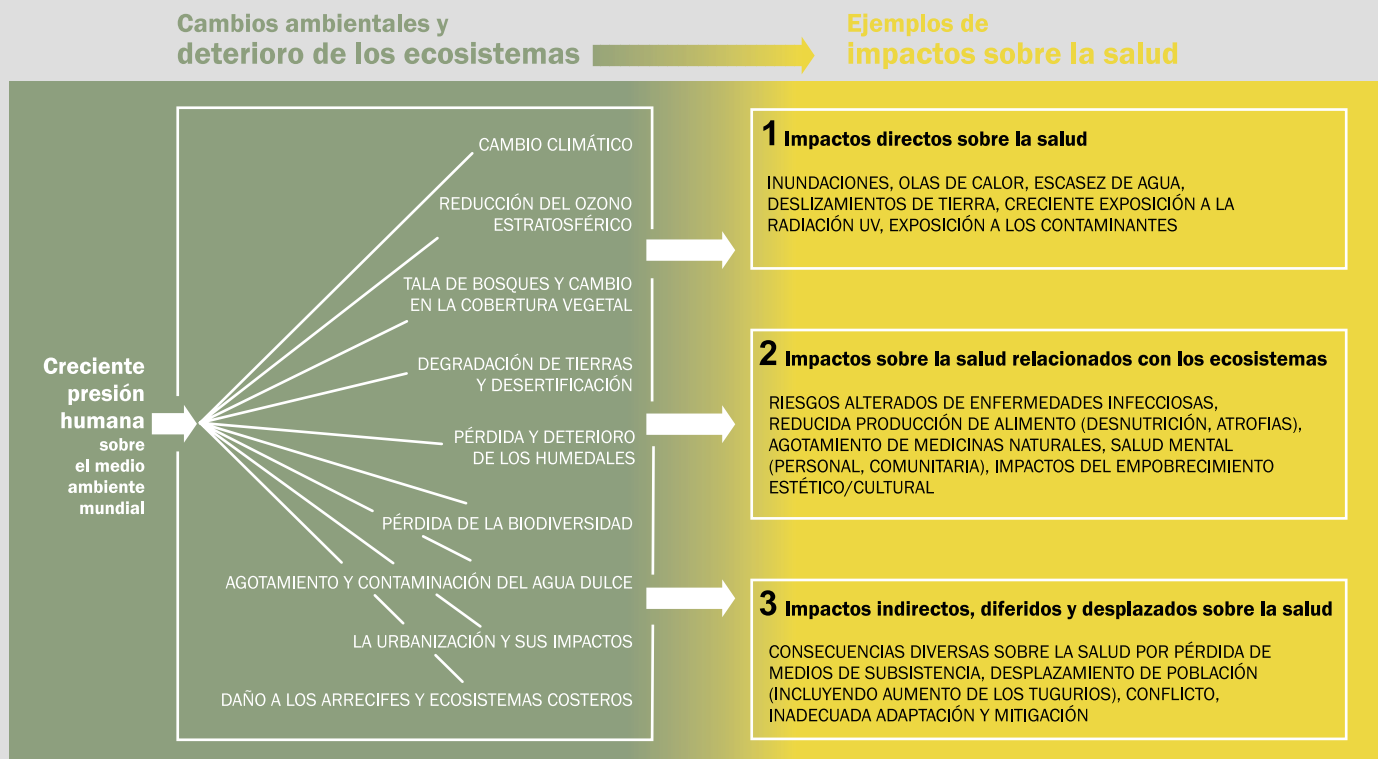 Cambios ambientales y
deterioro de los ecosistemas
Ejemplos de
impactos sobre la salud
Creciente
presión
humana
sobre
el medio
ambiente
mundial
CAMBIO CLIMÁTICO
REDUCCIÓN DEL OZONO
ESTRATOSFÉRICO
TALA DE BOSQUES Y CAMBIO
EN LA COBERTURA VEGETAL
DEGRADACIÓN DE TIERRAS
Y DESERTIFICACIÓN
PÉRDIDA Y DETERIORO
DE LOS HUMEDALES
PÉRDIDA DE LA BIODIVERSIDAD
AGOTAMIENTO Y CONTAMINACIÓN DEL AGUA DULCE
LA URBANIZACIÓN Y SUS IMPACTOS
DAÑO A LOS ARRECIFES Y ECOSISTEMAS COSTEROS
1 Impactos directos sobre la salud
INUNDACIONES, OLAS DE CALOR, ESCASEZ DE AGUA,
DESLIZAMIENTOS DE TIERRA, CRECIENTE EXPOSICIÓN A LA
RADIACIÓN UV, EXPOSICIÓN A LOS CONTAMINANTES
2 Impactos sobre la salud relacionados con los ecosistemas
RIESGOS ALTERADOS DE ENFERMEDADES INFECCIOSAS,
REDUCIDA PRODUCCIÓN DE ALIMENTO (DESNUTRICIÓN, ATROFIAS),
AGOTAMIENTO DE MEDICINAS NATURALES, SALUD MENTAL
(PERSONAL, COMUNITARIA), IMPACTOS DEL EMPOBRECIMIENTO
ESTÉTICO/CULTURAL
3 Impactos indirectos, diferidos y desplazados sobre la salud
CONSECUENCIAS DIVERSAS SOBRE LA SALUD POR PÉRDIDA DE
MEDIOS DE SUBSISTENCIA, DESPLAZAMIENTO DE POBLACIÓN
(INCLUYENDO AUMENTO DE LOS TUGURIOS), CONFLICTO,
INADECUADA ADAPTACIÓN Y MITIGACIÓN